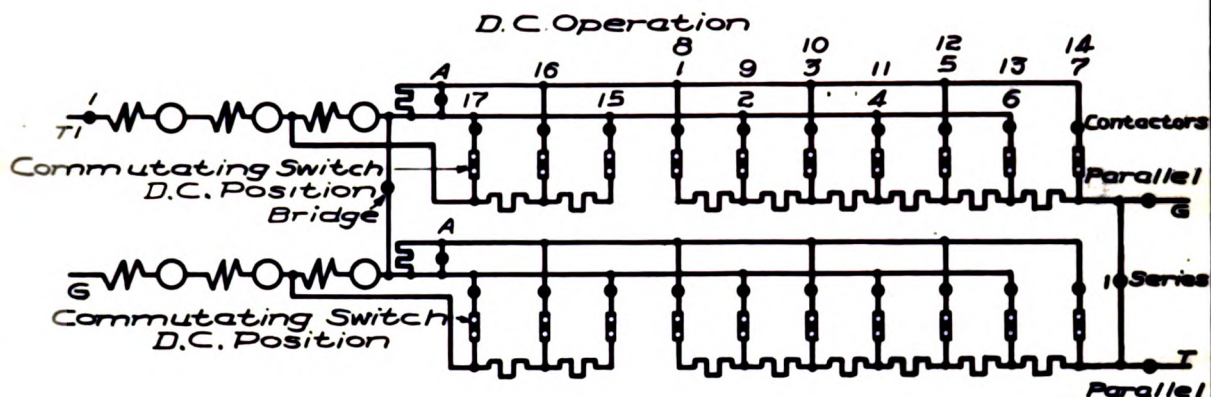 D.C. Operation
8 10 12 14
A 16 1 9 3 11 5 13 7
1 17 15 2 4 6
T1 Contactors
Commutating Switch Parallel
D.C. Position
Bridge G
A
G 1 Series
Commutating Switch
D.C. Position T
Parallel